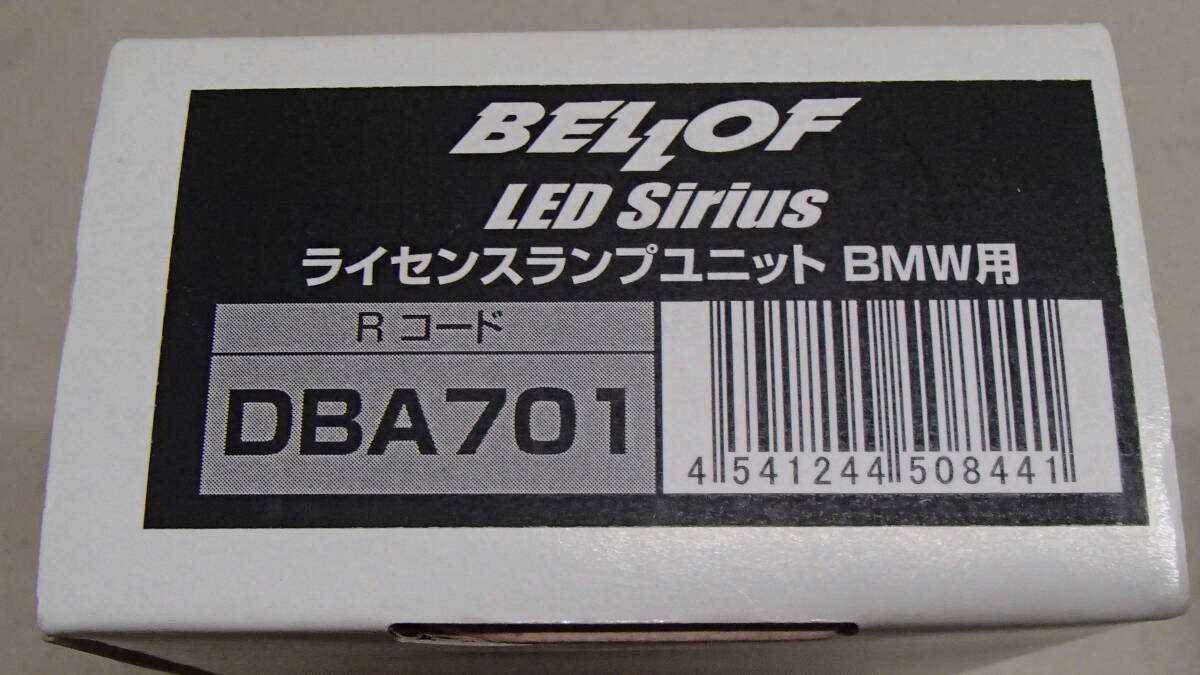 BELLOF
LED Sirius
ライセンスランプユニット BMW用
R コード
DBA701
4 541244 508441